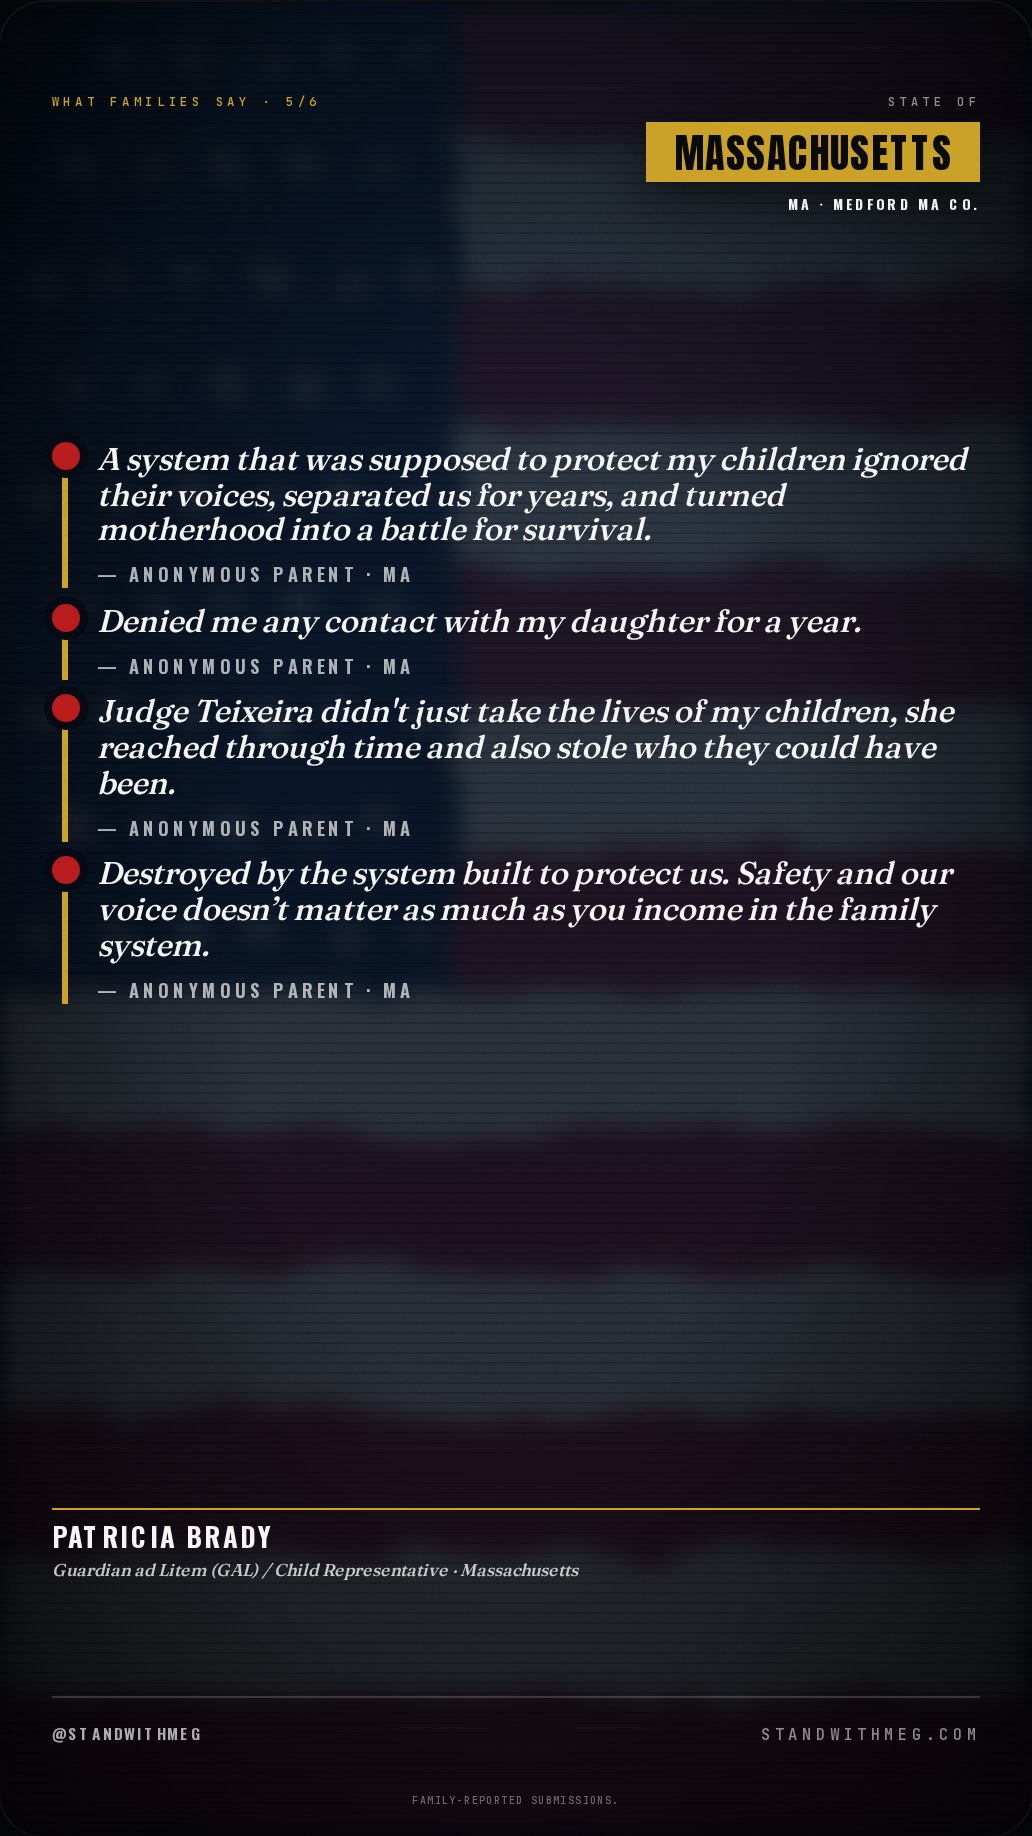 WHAT FAMILIES SAY · 5/6
STATE OF
MASSACHUSETTS
MA · MEDFORD MA CO.
A system that was supposed to protect my children ignored
their voices, separated us for years, and turned
motherhood into a battle for survival.
— ANONYMOUS PARENT · MA
Denied me any contact with my daughter for a year.
— ANONYMOUS PARENT · MA
Judge Teixeira didn't just take the lives of my children, she
reached through time and also stole who they could have
been.
— ANONYMOUS PARENT · MA
Destroyed by the system built to protect us. Safety and our
voice doesn’t matter as much as you income in the family
system.
— ANONYMOUS PARENT · MA
PATRICIA BRADY
Guardian ad Litem (GAL) / Child Representative · Massachusetts
@STANDWITHMEG
STANDWITHMEG.COM
FAMILY-REPORTED SUBMISSIONS.